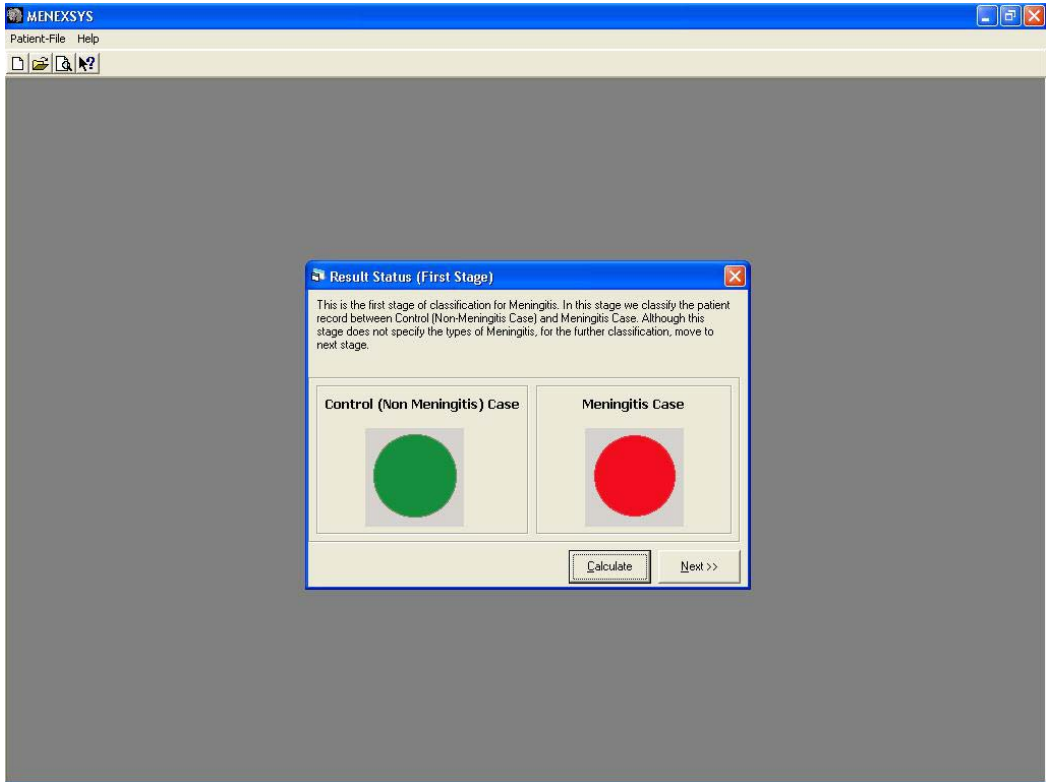 MENEXSYS
Patient-File Help
Result Status (First Stage)
This is the first stage of classification for Meningitis. In this stage we classify the patient
record between Control (Non-Meningitis Case) and Meningitis Case. Although this
stage does not specify the types of Meningitis, for the further classification, move to
next stage.
Control (Non Meningitis) Case
Meningitis Case
Calculate
Next >>